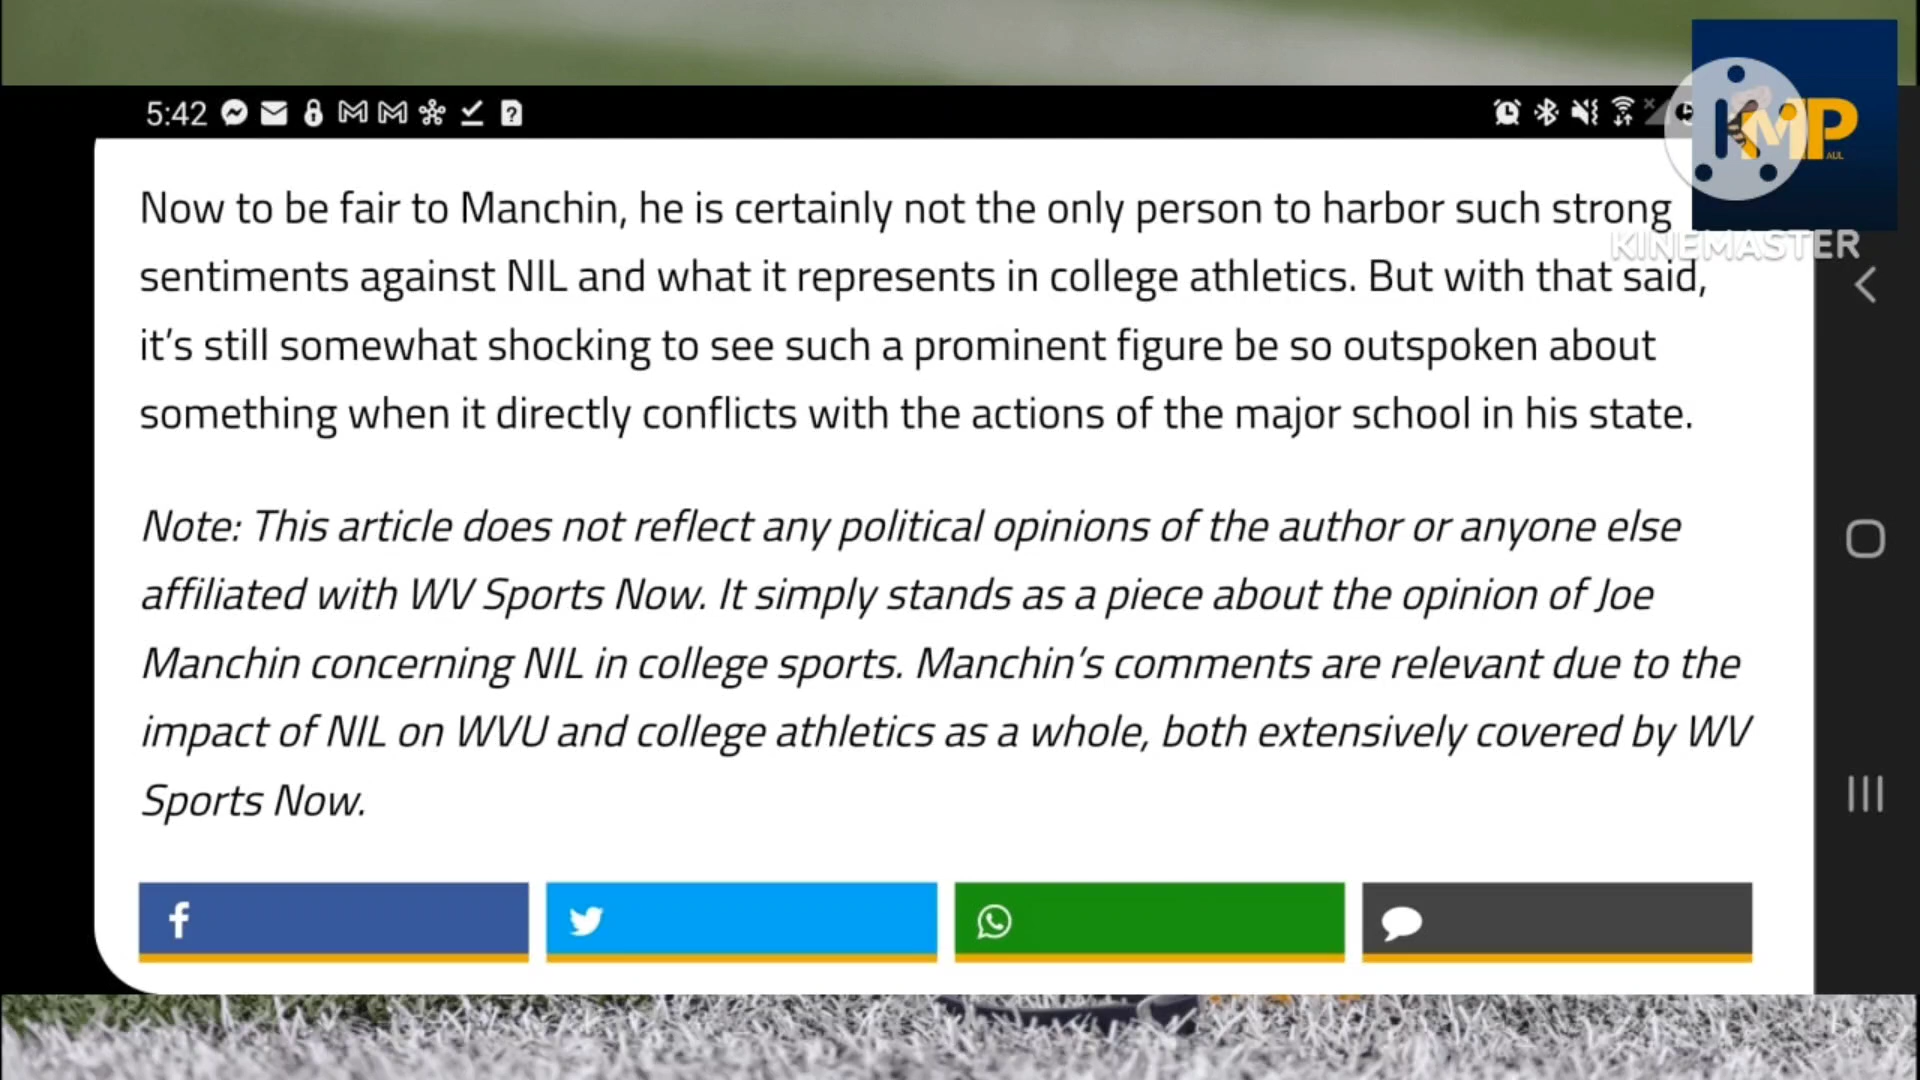 5:42
KMP
AUL
KINEMASTER
Now to be fair to Manchin, he is certainly not the only person to harbor such strong
sentiments against NIL and what it represents in college athletics. But with that said,
it's still somewhat shocking to see such a prominent figure be so outspoken about
something when it directly conflicts with the actions of the major school in his state.
Note: This article does not reflect any political opinions of the author or anyone else
affiliated with WV Sports Now. It simply stands as a piece about the opinion of Joe
Manchin concerning NIL in college sports. Manchin's comments are relevant due to the
impact of NIL on WVU and college athletics as a whole, both extensively covered by WV
Sports Now.